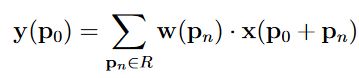 y(p₀) = ∑_{pₙ∈R} w(pₙ) · x(p₀ + pₙ)